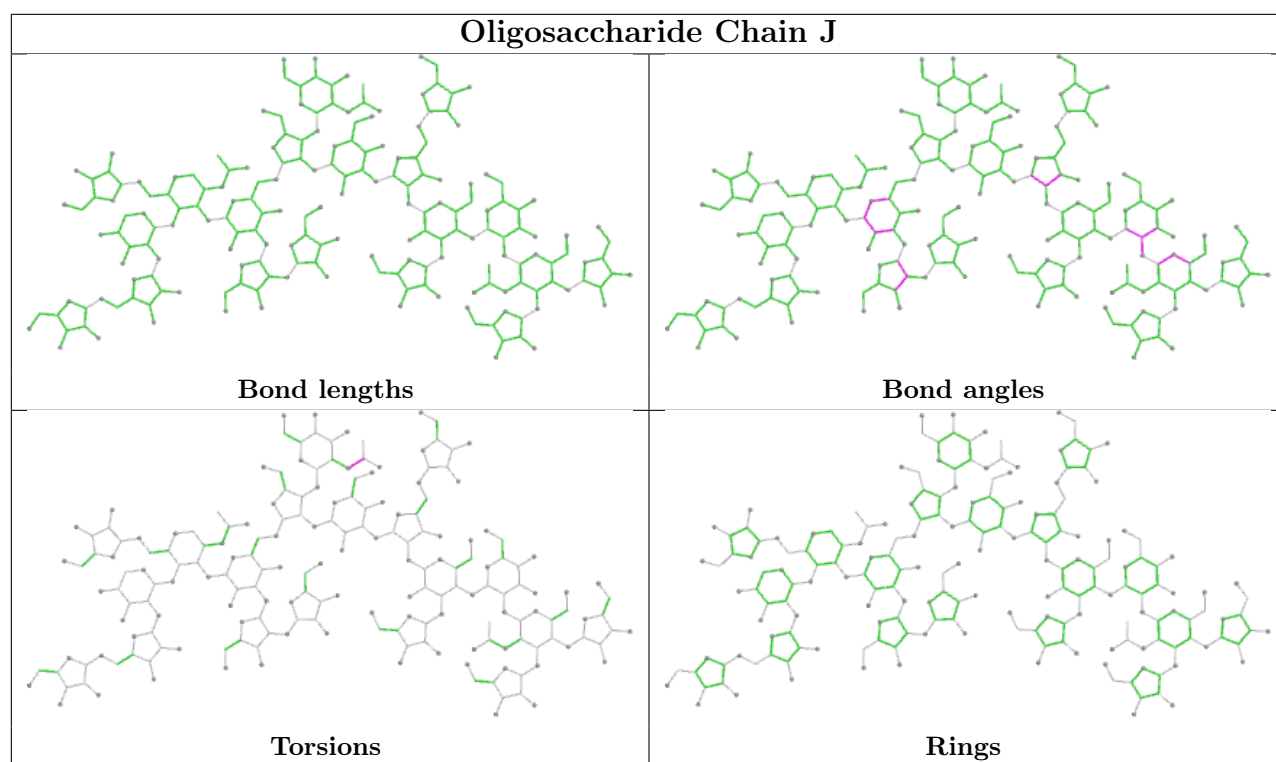 Oligosaccharide Chain J
Bond lengths
Bond angles
Torsions
Rings